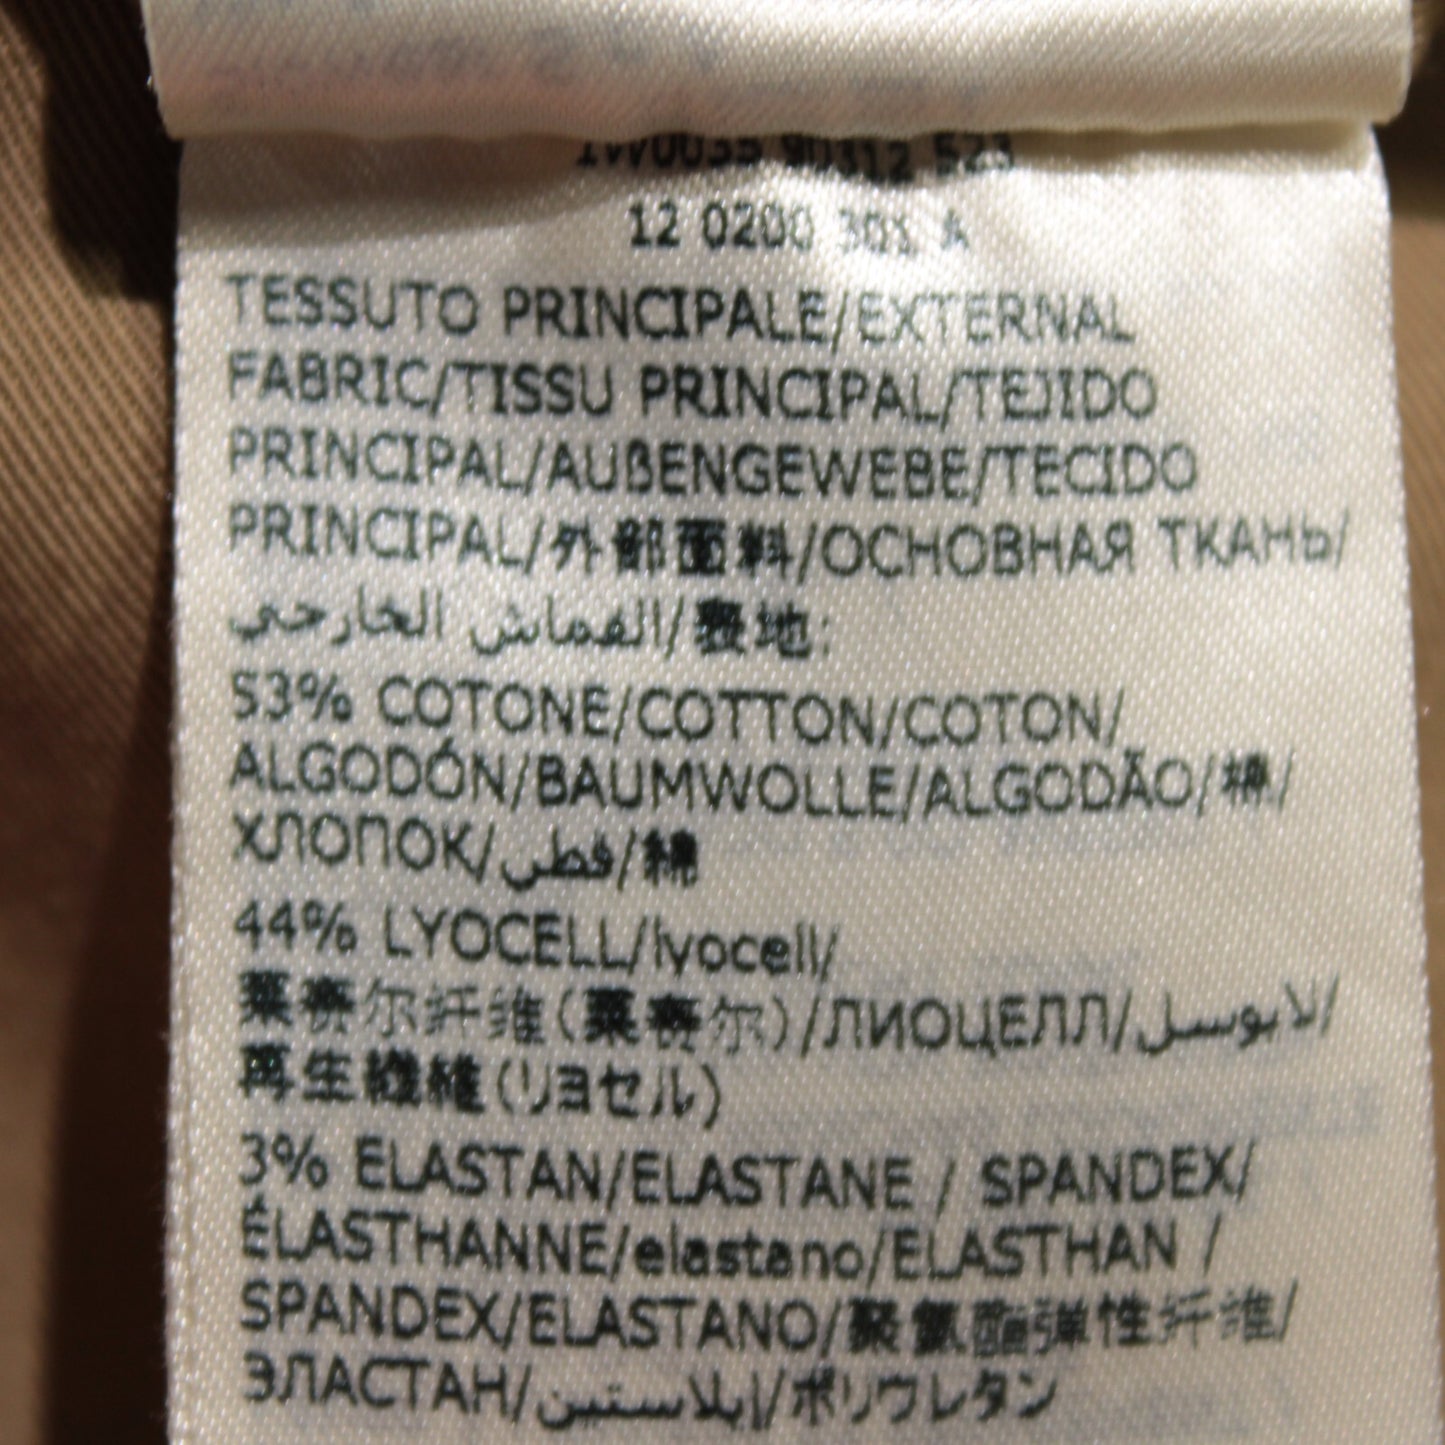 1W0035 90312 523
12 0200 301 A
TESSUTO PRINCIPALE/EXTERNAL
FABRIC/TISSU PRINCIPAL/TEJIDO
PRINCIPAL/AUßENGEWEBE/TECIDO
PRINCIPAL/外部面料/ОСНОВНАЯ ТКАНЬ/
القماش الخارجي/表地:
53% COTONE/COTTON/COTON/
ALGODÓN/BAUMWOLLE/ALGODÃO/棉/
ХЛОПОК/قطن/綿
44% LYOCELL/lyocell/
莱赛尔纤维(莱赛尔)/ЛИОЦЕЛЛ/لايوسل/
再生繊維(リヨセル)
3% ELASTAN/ELASTANE / SPANDEX/
ÉLASTHANNE/elastano/ELASTHAN /
SPANDEX/ELASTANO/聚氨酯弹性纤维/
ЭЛАСТАН/إيلاستين/ポリウレタン